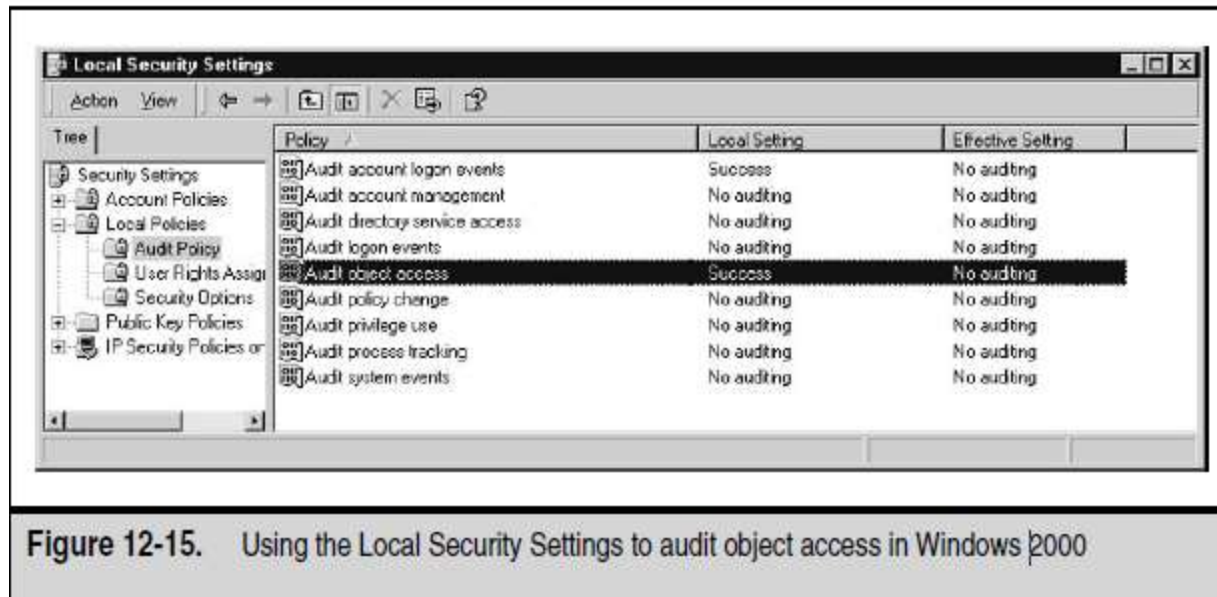 Local Security Settings
Action View
Tree
Policy Local Setting Effective Setting
Security Settings
Account Policies
Local Policies
Audit Policy
User Rights Assig
Security Options
Public Key Policies
IP Security Policies or
Audit account logon events Success No auditing
Audit account management No auditing No auditing
Audit directory service access No auditing No auditing
Audit logon events No auditing No auditing
Audit object access Success No auditing
Audit policy change No auditing No auditing
Audit privilege use No auditing No auditing
Audit process tracking No auditing No auditing
Audit system events No auditing No auditing
Figure 12-15. Using the Local Security Settings to audit object access in Windows 2000